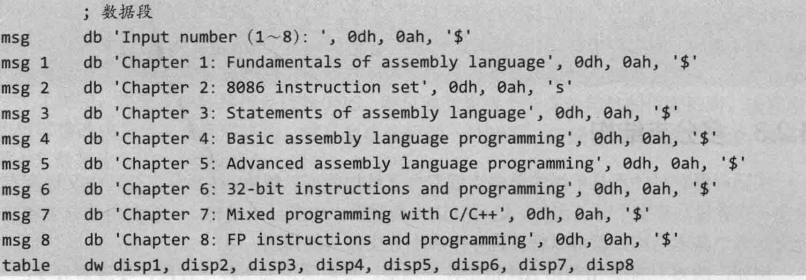 ; 数据段
msg db 'Input number (1～8): ', 0dh, 0ah, '$'
msg 1 db 'Chapter 1: Fundamentals of assembly language', 0dh, 0ah, '$'
msg 2 db 'Chapter 2: 8086 instruction set', 0dh, 0ah, 's'
msg 3 db 'Chapter 3: Statements of assembly language', 0dh, 0ah, '$'
msg 4 db 'Chapter 4: Basic assembly language programming', 0dh, 0ah, '$'
msg 5 db 'Chapter 5: Advanced assembly language programming', 0dh, 0ah, '$'
msg 6 db 'Chapter 6: 32-bit instructions and programming', 0dh, 0ah, '$'
msg 7 db 'Chapter 7: Mixed programming with C/C++', 0dh, 0ah, '$'
msg 8 db 'Chapter 8: FP instructions and programming', 0dh, 0ah, '$'
table dw disp1, disp2, disp3, disp4, disp5, disp6, disp7, disp8